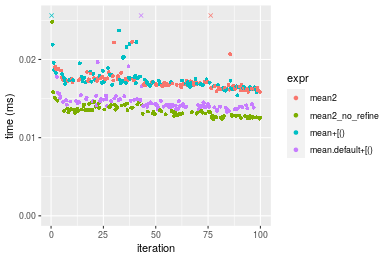 0.02
0.01
0.00
time (ms)
0
25
50
75
100
iteration
expr
mean2
mean2_no_refine
mean+[()
mean.default+[()